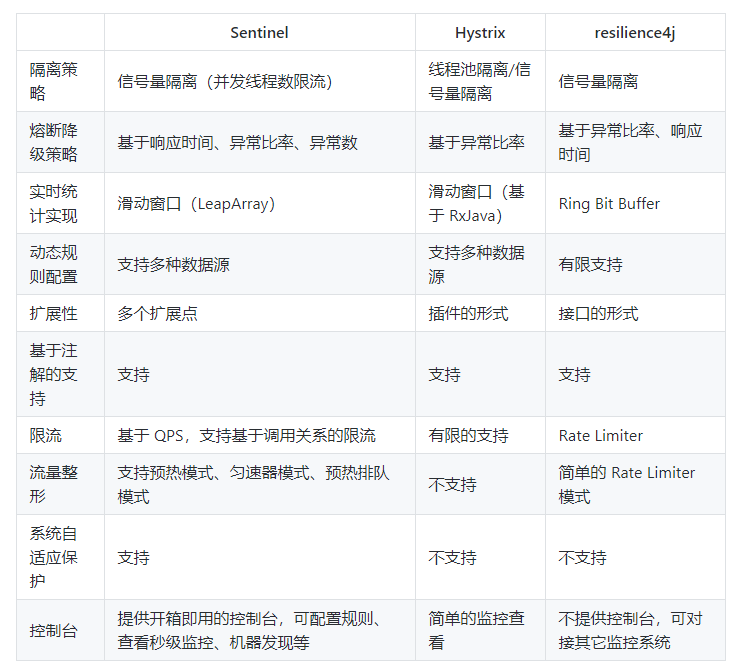 Sentinel Hystrix resilience4j
隔离策
略
信号量隔离（并发线程数限流）
线程池隔离/信
号量隔离
信号量隔离
熔断降
级策略
基于响应时间、异常比率、异常数
基于异常比率
基于异常比率、响应
时间
实时统
计实现
滑动窗口（LeapArray）
滑动窗口（基
于 RxJava）
Ring Bit Buffer
动态规
则配置
支持多种数据源
支持多种数据
源
有限支持
扩展性
多个扩展点
插件的形式
接口的形式
基于注
解的支
持
支持
支持
支持
限流
基于 QPS，支持基于调用关系的限流
有限的支持
Rate Limiter
流量整
形
支持预热模式、匀速器模式、预热排队
模式
不支持
简单的 Rate Limiter
模式
系统自
适应保
护
支持
不支持
不支持
控制台
提供开箱即用的控制台，可配置规则、
查看秒级监控、机器发现等
简单的监控查
看
不提供控制台，可对
接其它监控系统